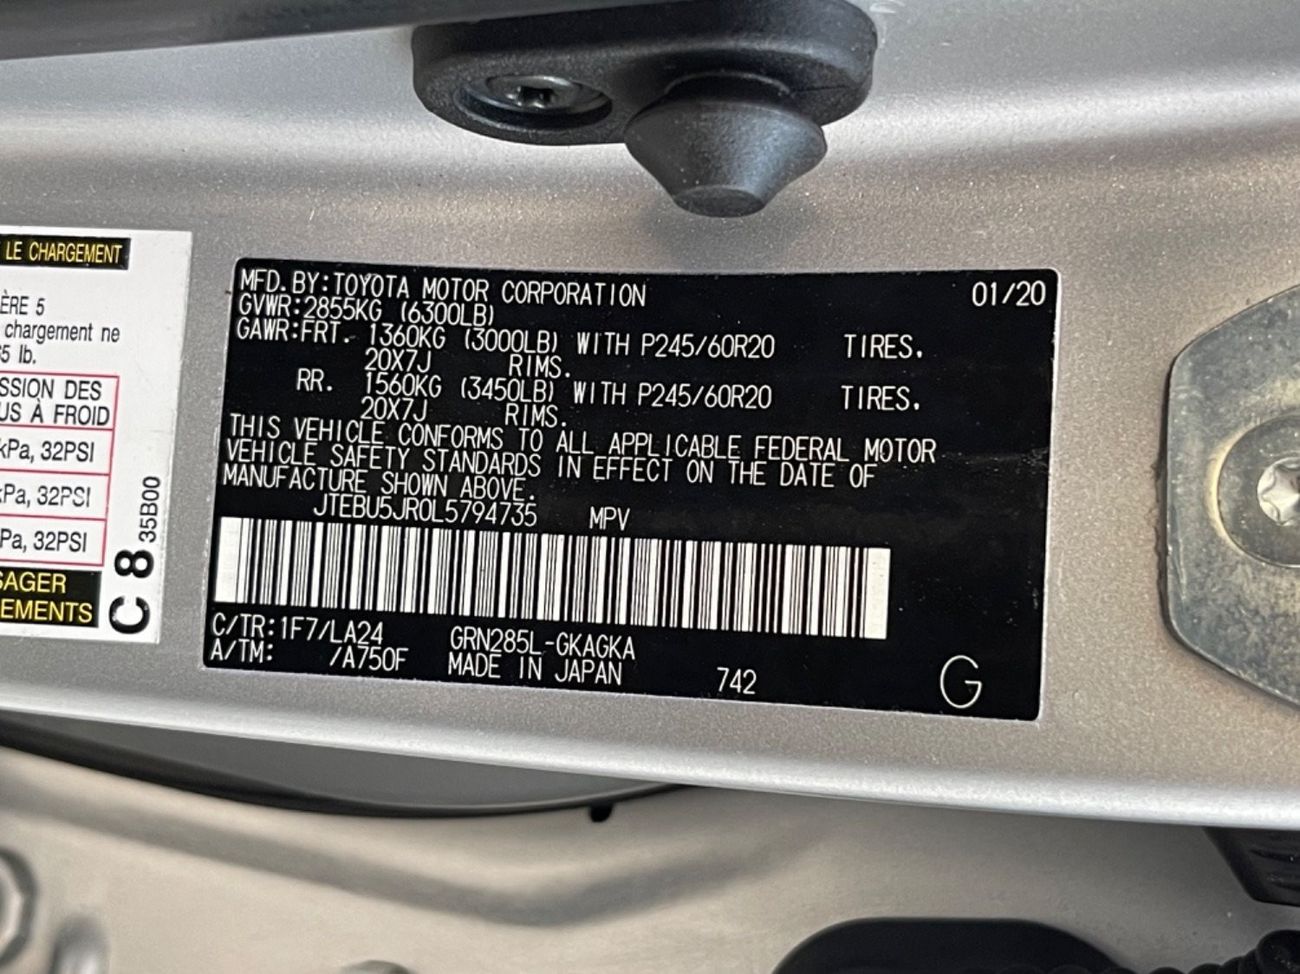 LE CHARGEMENT
ÈRE 5
chargement ne
5 lb.
SSION DES
US À FROID
kPa, 32PSI
kPa, 32PSI
Pa, 32PSI
SAGER
EMENTS
C 8 35B00
MFD.BY:TOYOTA MOTOR CORPORATION 01/20
GVWR:2855KG (6300LB)
GAWR:FRT. 1360KG (3000LB) WITH P245/60R20 TIRES.
20X7J RIMS.
RR. 1560KG (3450LB) WITH P245/60R20 TIRES.
20X7J RIMS.
THIS VEHICLE CONFORMS TO ALL APPLICABLE FEDERAL MOTOR
VEHICLE SAFETY STANDARDS IN EFFECT ON THE DATE OF
MANUFACTURE SHOWN ABOVE.
JTEBU5JR0L5794735 MPV
C/TR:1F7/LA24 GRN285L-GKAGKA
A/TM: /A750F MADE IN JAPAN 742 G